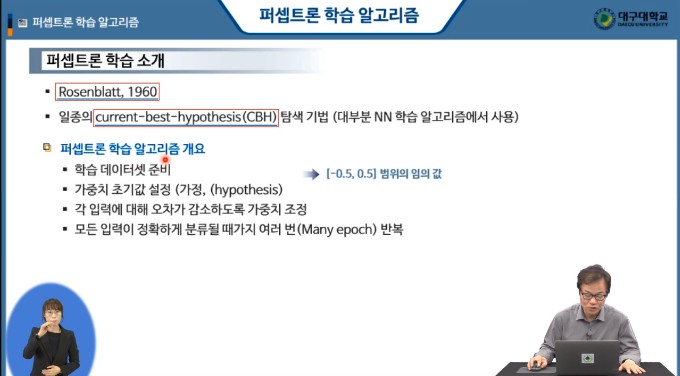 퍼셉트론 학습 알고리즘
퍼셉트론 학습 알고리즘
대구대학교
DAEGU UNIVERSITY
퍼셉트론 학습 소개
Rosenblatt, 1960
일종의 current-best-hypothesis(CBH) 탐색 기법 (대부분 NN 학습 알고리즘에서 사용)
퍼셉트론 학습 알고리즘 개요
학습 데이터셋 준비
가중치 초기값 설정 (가정, (hypothesis)
[-0.5, 0.5] 범위의 임의 값
각 입력에 대해 오차가 감소하도록 가중치 조정
모든 입력이 정확하게 분류될 때가지 여러 번(Many epoch) 반복